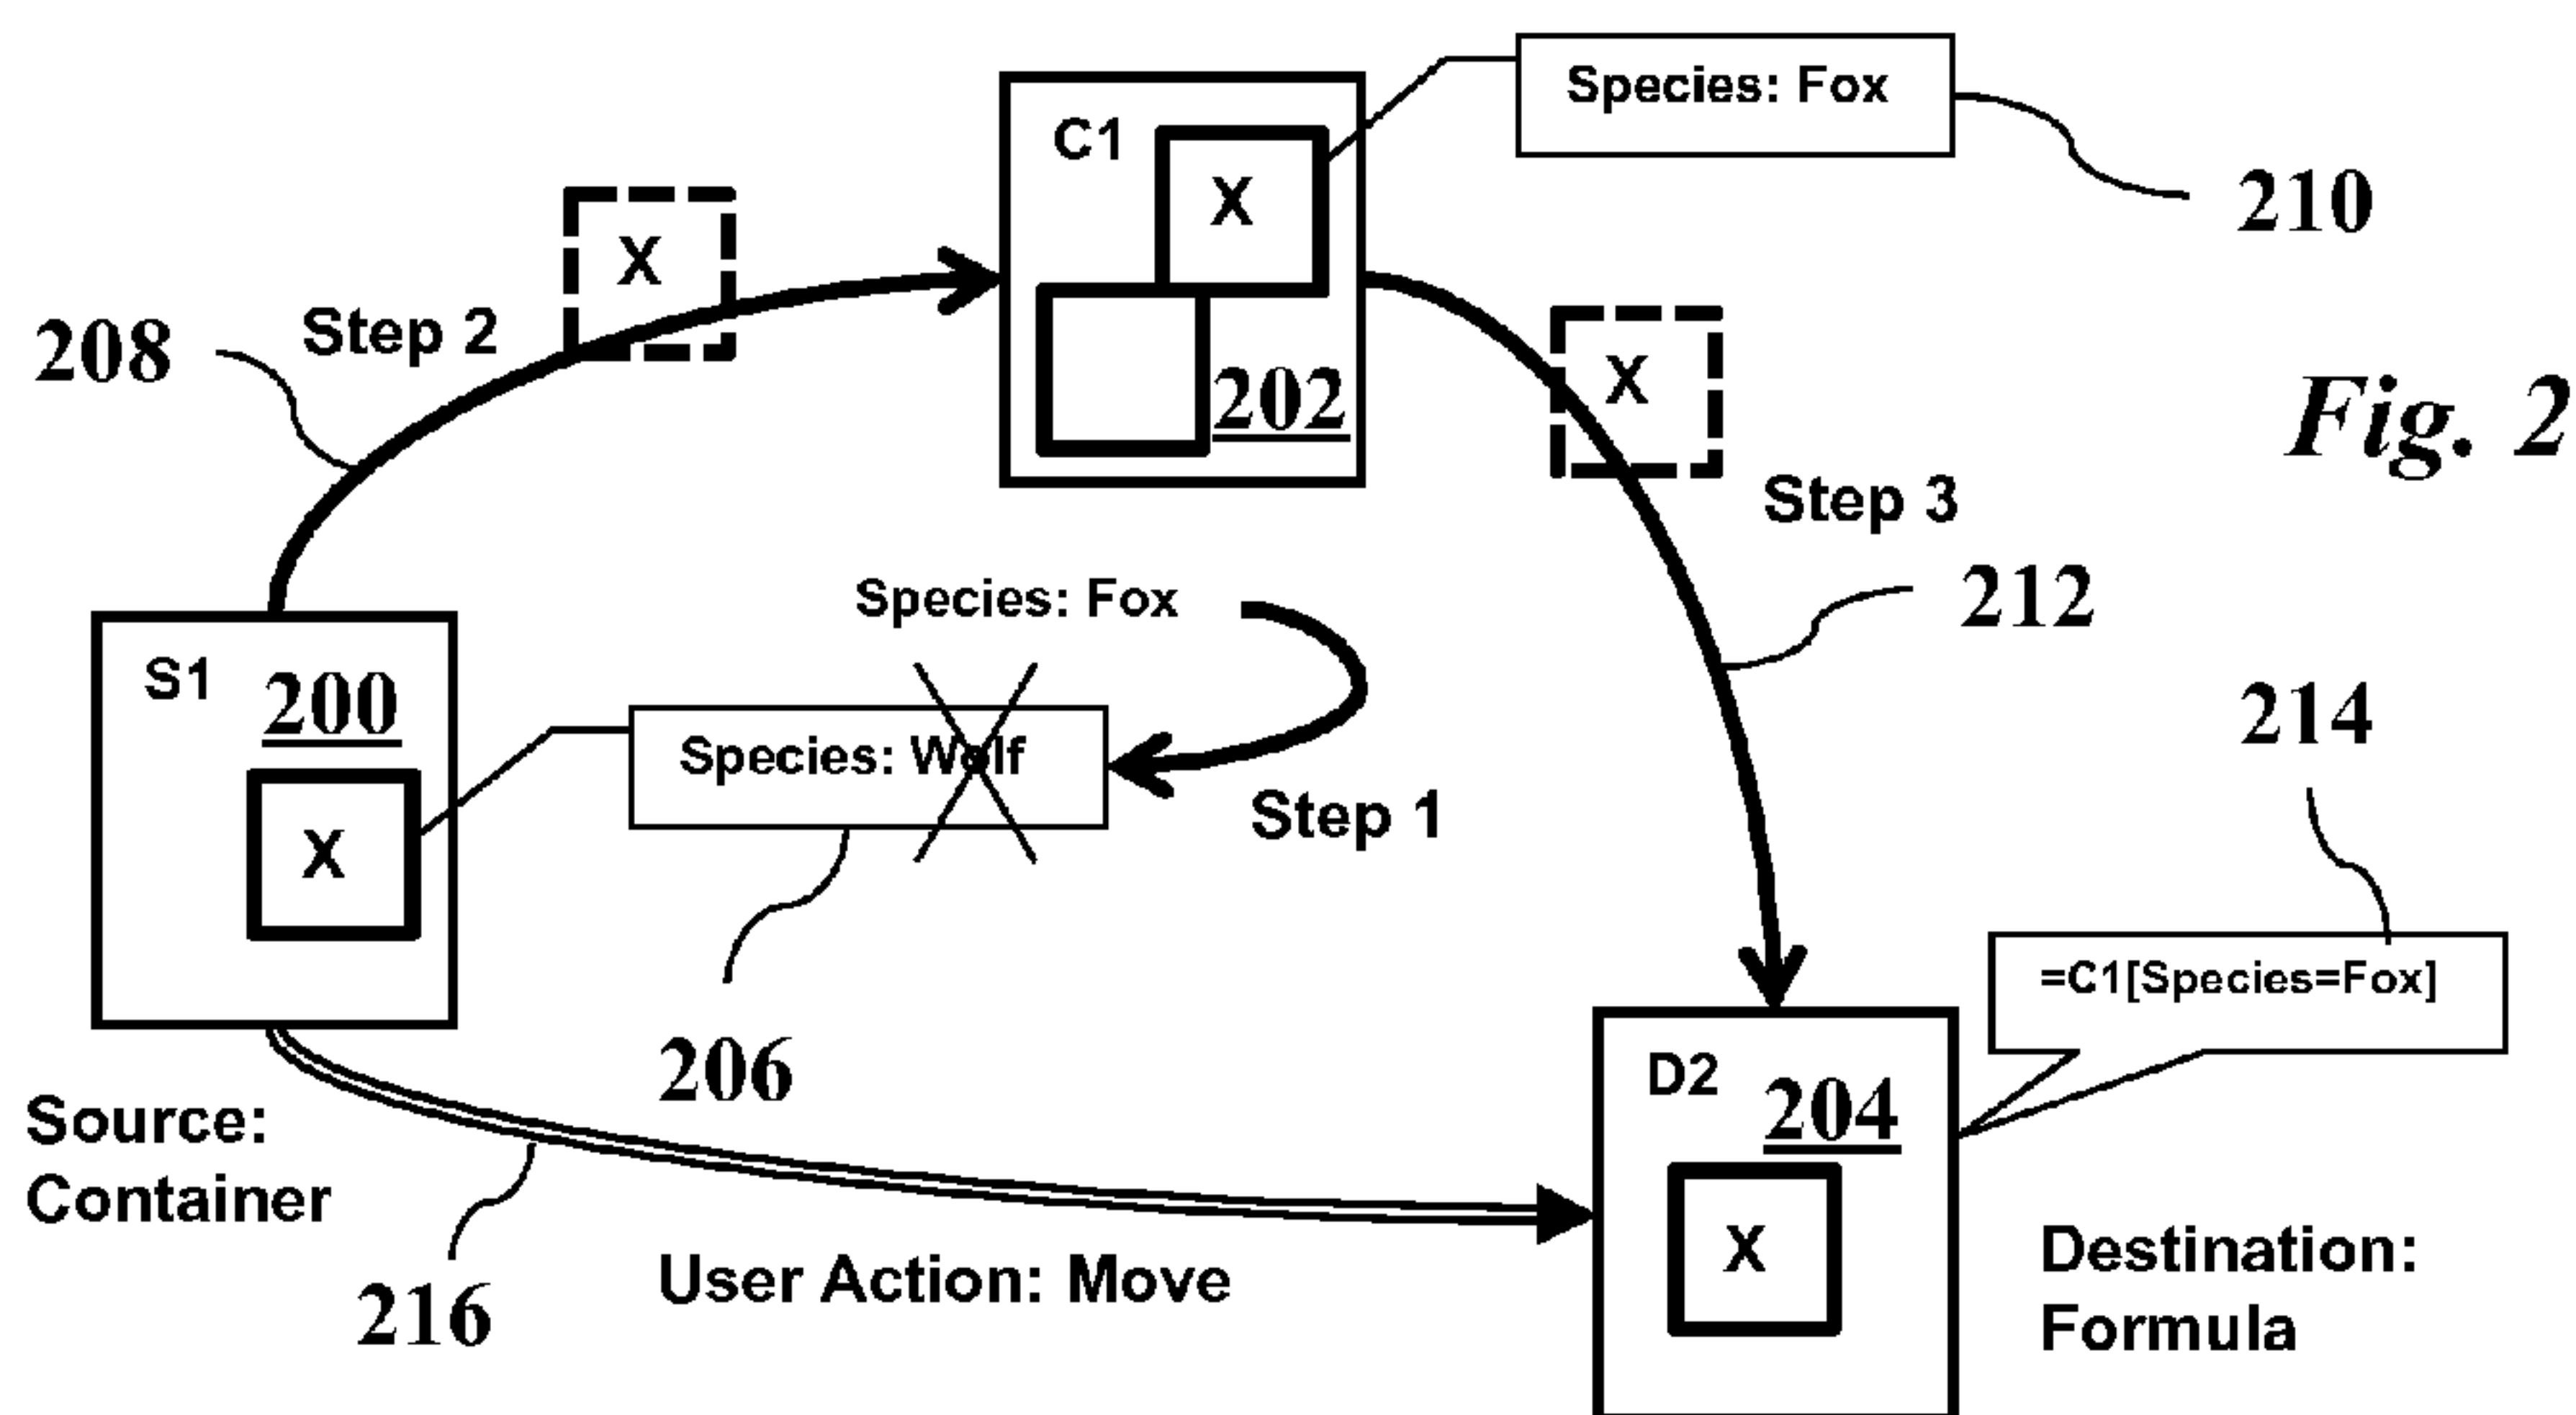 Species: Fox
C1
X
210
X
Step 2
208
202
X
Fig. 2
Step 3
Species: Fox
212
S1
200
214
Species: Wolf
Step 1
X
=C1[Species=Fox]
206
D2
204
Source:
Container
X
User Action: Move
216
Destination:
Formula